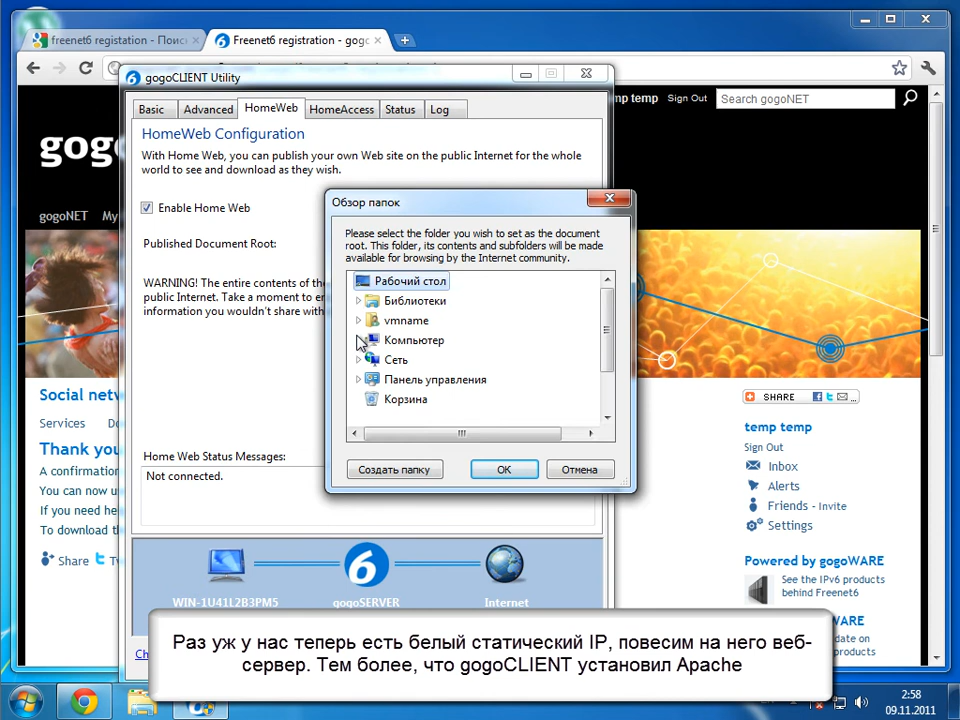 freenet6 registation - Поис
Freenet6 registration - gogo
gogoCLIENT Utility
Basic
Advanced
HomeWeb
HomeAccess
Status
Log
mp temp
Sign Out
Search gogoNET
HomeWeb Configuration
With Home Web, you can publish your own Web site on the public Internet for the whole
world to see and download as they wish.
gog
Enable Home Web
gogoNET
My
Published Document Root:
WARNING! The entire contents of the
public Internet. Take a moment to en
information you wouldn't share with
Обзор папок
Please select the folder you wish to set as the document
root. This folder, its contents and subfolders will be made
available for browsing by the Internet community.
Рабочий стол
Библиотеки
vmname
Компьютер
Сеть
Панель управления
Корзина
Создать папку
OK
Отмена
Social netw
Services
Thank you
A confirmation
You can now u
If you need he
To download th
Share
Home Web Status Messages:
Not connected.
WIN-1U41L2B3PM5
gogoSERVER
Internet
SHARE
temp temp
Sign Out
Inbox
Alerts
Friends - Invite
Settings
Powered by gogoWARE
See the IPv6 products
behind Freenet6
WARE
date on
Раз уж у нас теперь есть белый статический IP, повесим на него веб-
сервер. Тем более, что gogoCLIENT установил Apache
2:58
09.11.2011